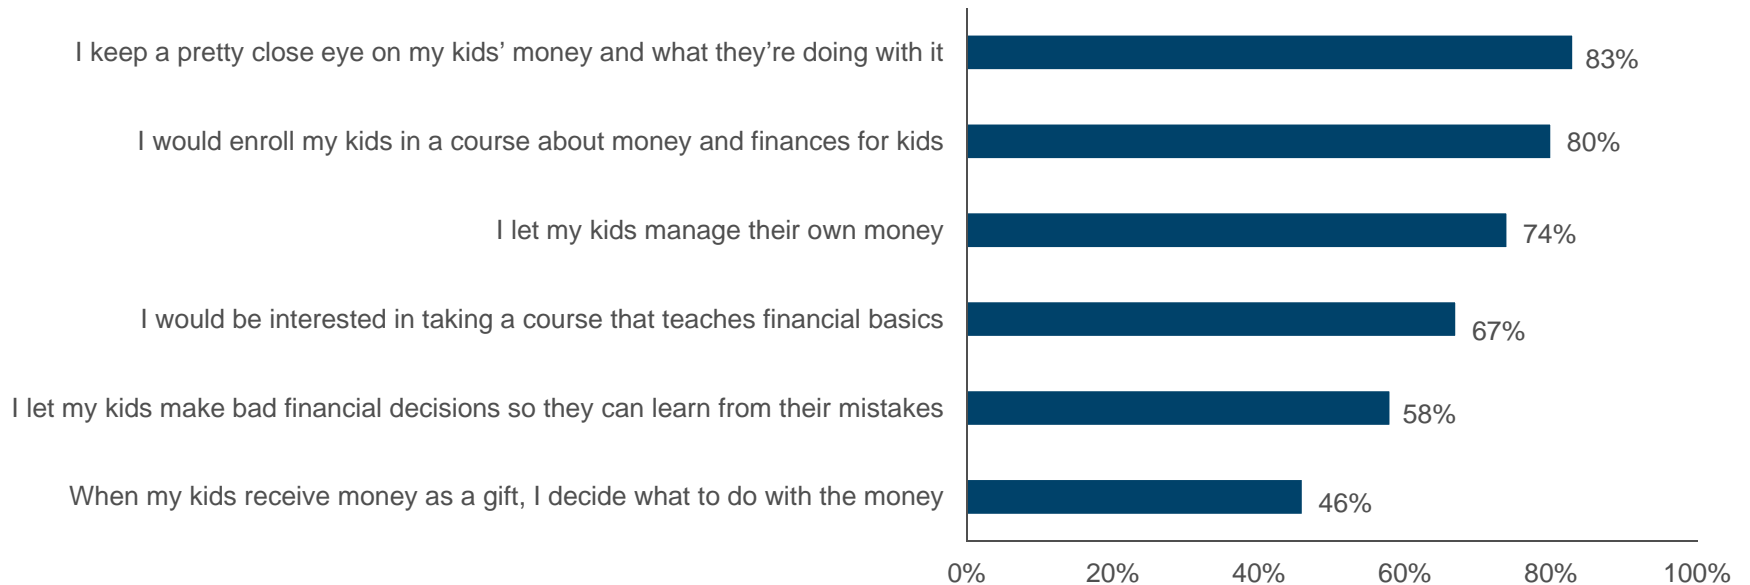 I keep a pretty close eye on my kids’ money and what they’re doing with it
83%
I would enroll my kids in a course about money and finances for kids
80%
I let my kids manage their own money
74%
I would be interested in taking a course that teaches financial basics
67%
I let my kids make bad financial decisions so they can learn from their mistakes
58%
When my kids receive money as a gift, I decide what to do with the money
46%
0% 20% 40% 60% 80% 100%